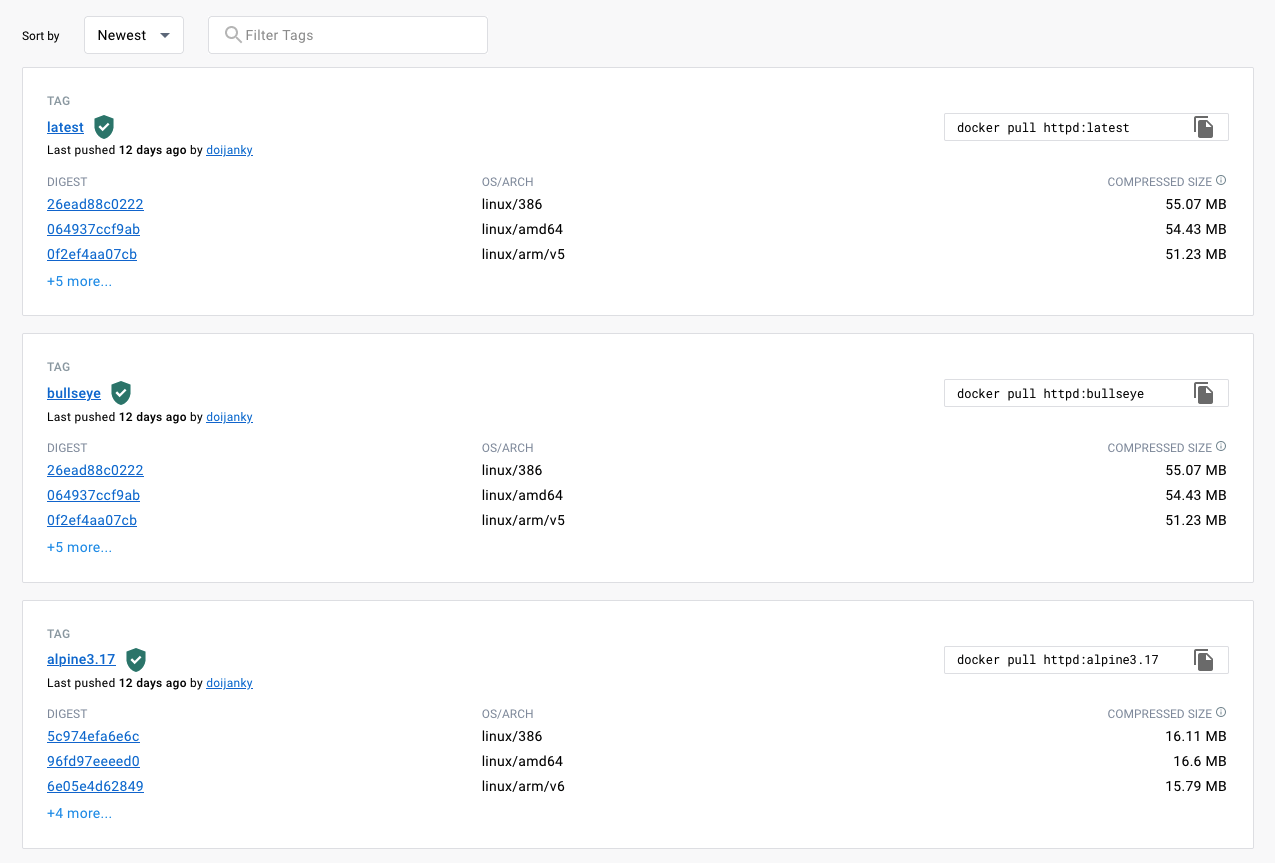 Sort by Newest Filter Tags
TAG
latest
docker pull httpd:latest
Last pushed 12 days ago by doijanky
DIGEST OS/ARCH COMPRESSED SIZE
26ead88c0222 linux/386 55.07 MB
064937ccf9ab linux/amd64 54.43 MB
0f2ef4aa07cb linux/arm/v5 51.23 MB
+5 more...
TAG
bullseye
docker pull httpd:bullseye
Last pushed 12 days ago by doijanky
DIGEST OS/ARCH COMPRESSED SIZE
26ead88c0222 linux/386 55.07 MB
064937ccf9ab linux/amd64 54.43 MB
0f2ef4aa07cb linux/arm/v5 51.23 MB
+5 more...
TAG
alpine3.17
docker pull httpd:alpine3.17
Last pushed 12 days ago by doijanky
DIGEST OS/ARCH COMPRESSED SIZE
5c974efa6e6c linux/386 16.11 MB
96fd97eeeed0 linux/amd64 16.6 MB
6e05e4d62849 linux/arm/v6 15.79 MB
+4 more...